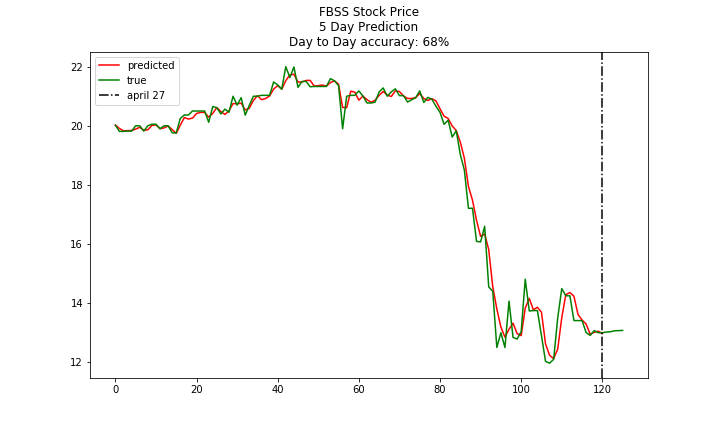 FBSS Stock Price
5 Day Prediction
Day to Day accuracy: 68%
predicted
true
april 27
22
20
18
16
14
12
0 20 40 60 80 100 120